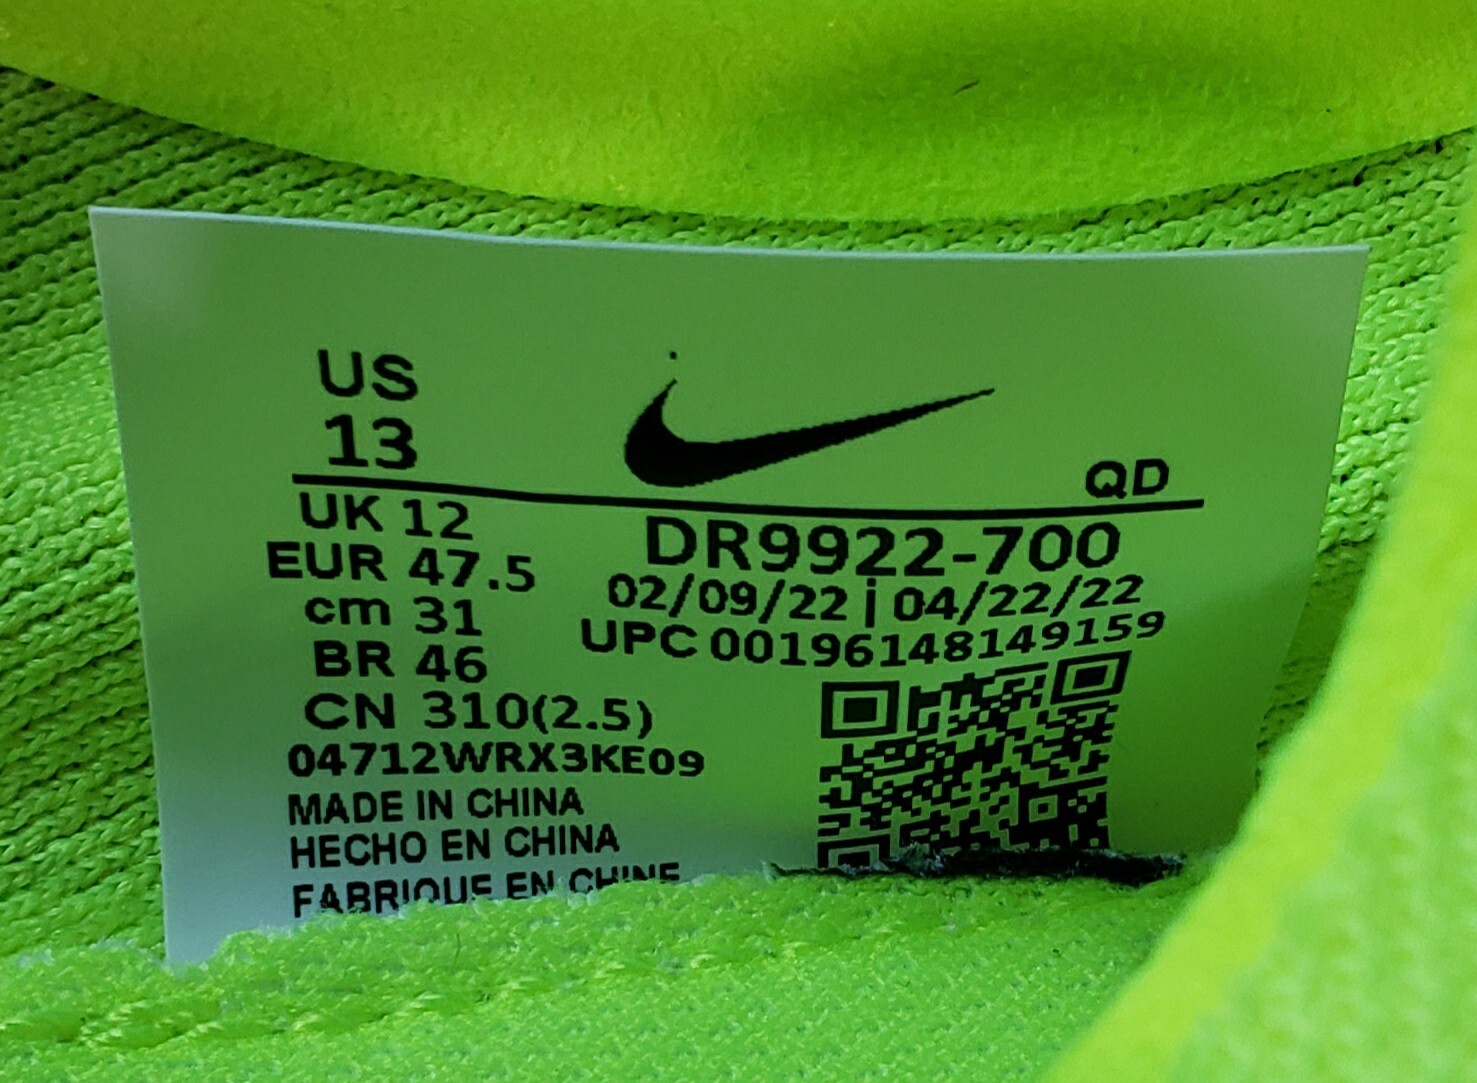 US
13
QD
UK 12
EUR 47.5
cm 31
BR 46
CN 310(2.5)
DR9922-700
02/09/22 | 04/22/22
UPC 00196148149159
04712WRX3KE09
MADE IN CHINA
HECHO EN CHINA
FABRIQUE EN CHINE